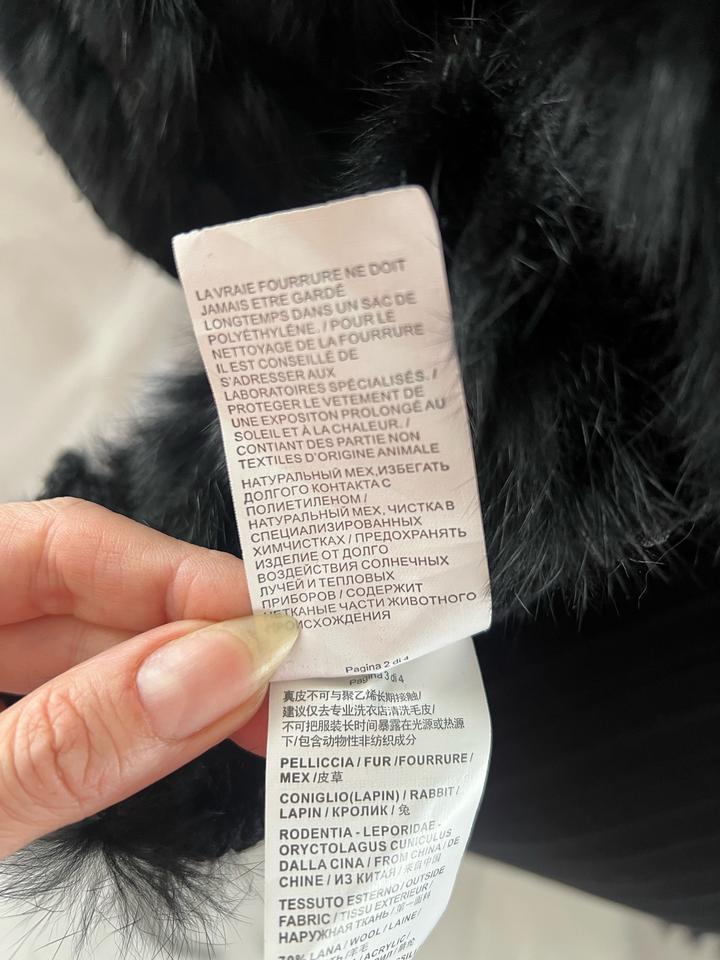 LA VRAIE FOURRURE NE DOIT
JAMAIS ETRE GARDÉ
LONGTEMPS DANS UN SAC DE
POLYÉTHYLÈNE. / POUR LE
NETTOYAGE DE LA FOURRURE
IL EST CONSEILLÉ DE
S'ADRESSER AUX
LABORATOIRES SPÉCIALISÉS. /
PROTEGER LE VETEMENT DE
UNE EXPOSITON PROLONGÉ AU
SOLEIL ET À LA CHALEUR. /
CONTIANT DES PARTIE NON
TEXTILES D'ORIGINE ANIMALE
НАТУРАЛЬНЫЙ МЕХ,ИЗБЕГАТЬ
ДОЛГОГО КОНТАКТА С
ПОЛИЕТИЛЕНОМ /
НАТУРАЛЬНЫЙ МЕХ, ЧИСТКА В
СПЕЦИАЛИЗИРОВАННЫХ
ХИМЧИСТКАХ / ПРЕДОХРАНЯТЬ
ИЗДЕЛИЕ ОТ ДОЛГО
ВОЗДЕЙСТВИЯ СОЛНЕЧНЫХ
ЛУЧЕЙ И ТЕПЛОВЫХ
ПРИБОРОВ / СОДЕРЖИТ
НЕТКАНЫЕ ЧАСТИ ЖИВОТНОГО
ПРОИСХОЖДЕНИЯ
Pagina 2 di 4
Pagina 3 di 4
真皮不可与聚乙烯长期接触/
建议仅去专业洗衣店清洗毛皮/
不可把服装长时间暴露在光源或热源
下/包含动物性非纺织成分
PELLICCIA / FUR /FOURRURE /
MEX /皮草
CONIGLIO(LAPIN) / RABBIT /
LAPIN / КРОЛИК / 兔
RODENTIA - LEPORIDAE -
ORYCTOLAGUS CUNICULUS
DALLA CINA / FROM CHINA / DE
CHINE / ИЗ КИТАЯ / 来自中国
TESSUTO ESTERNO / OUTSIDE
FABRIC / TISSU EXTERIEUR /
НАРУЖНАЯ ТКАНЬ / 第一面料
70% LANA / WOOL / LAINE /
/羊毛
ACRYLIC /